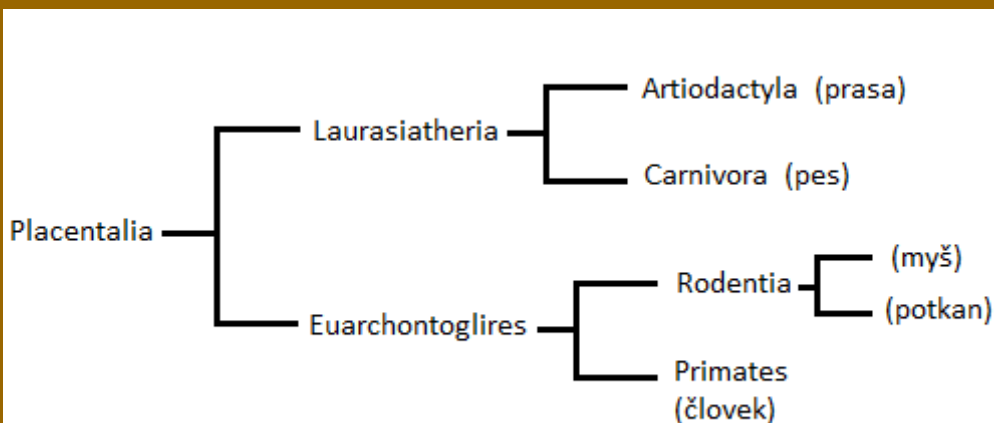 Artiodactyla (prasa)
Laurasiatheria
Carnivora (pes)
Placentalia
(myš)
Rodentia
(potkan)
Euarchontoglires
Primates
(človek)